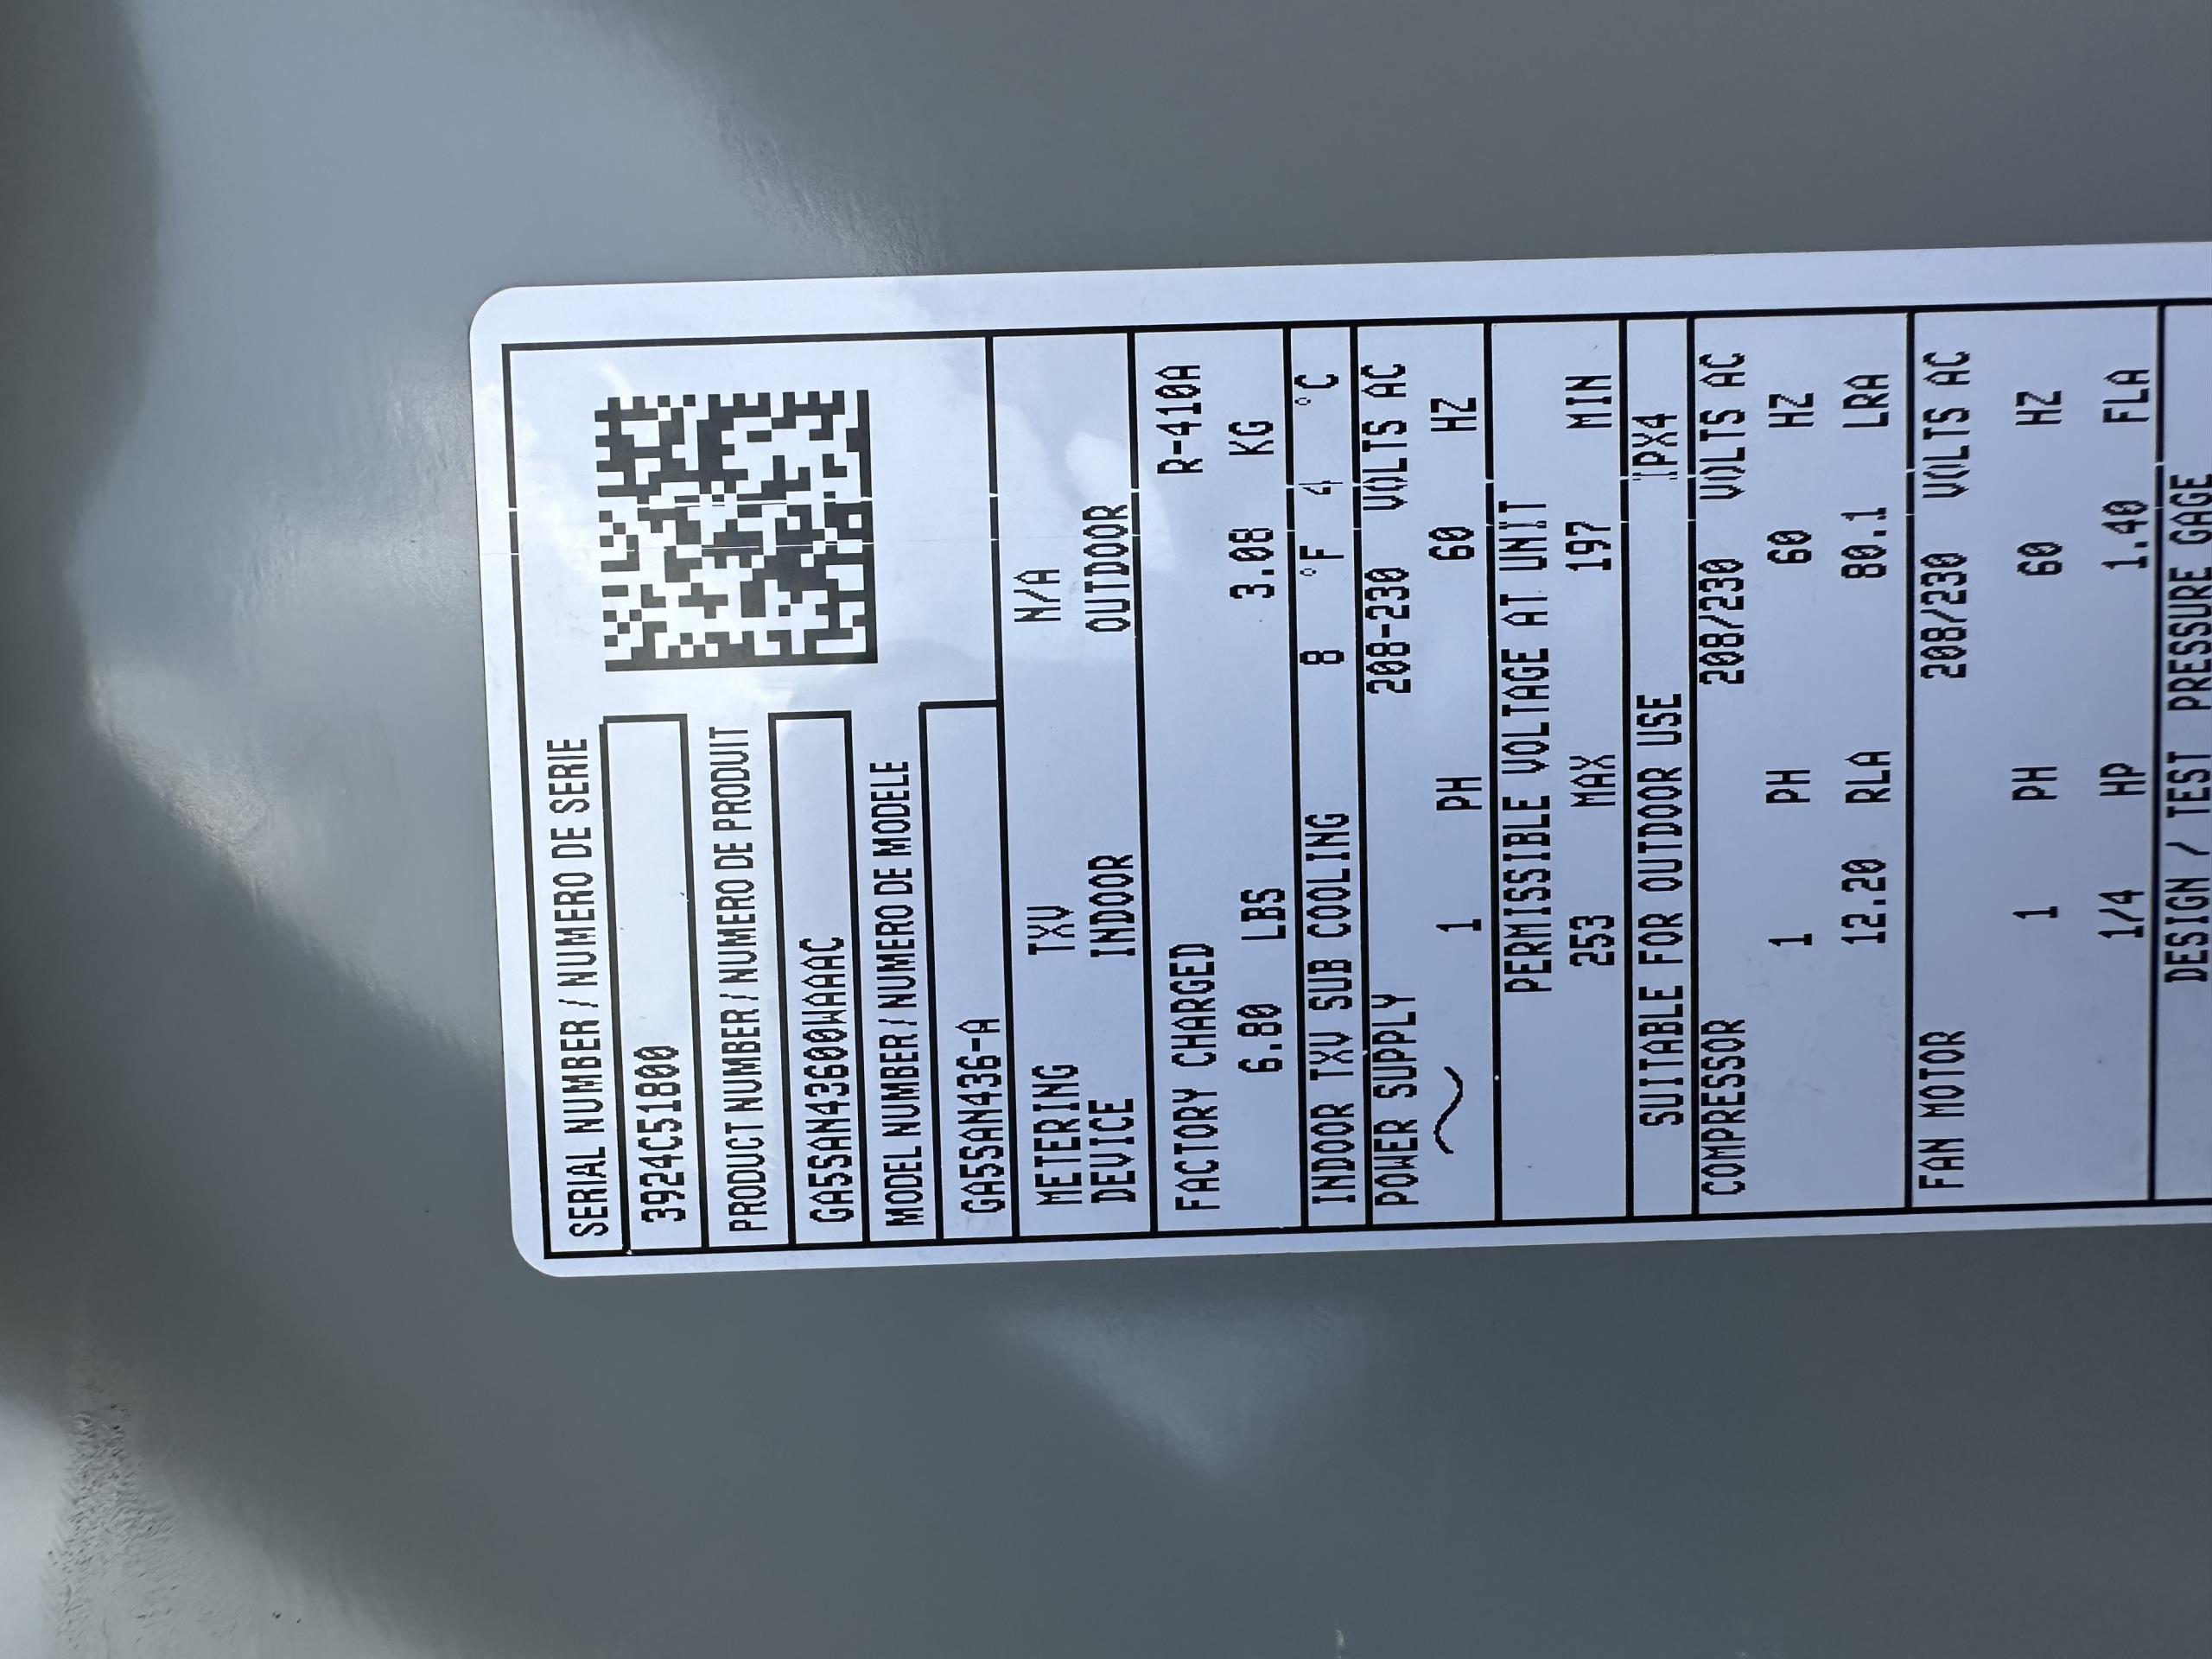 SERIAL NUMBER / NUMERO DE SERIE
3924C51800
PRODUCT NUMBER / NUMERO DE PRODUIT
GA5SAN43600WAAAC
MODEL NUMBER / NUMERO DE MODELE
GA5SAN436-A
METERING TXV N/A
DEVICE INDOOR OUTDOOR
FACTORY CHARGED R-410A
6.80 LBS 3.08 KG
INDOOR TXV SUB COOLING 8 °F 4 °C
POWER SUPPLY 208-230 VOLTS AC
~ 1 PH 60 HZ
PERMISSIBLE VOLTAGE AT UNIT
253 MAX 197 MIN
SUITABLE FOR OUTDOOR USE IPX4
COMPRESSOR 208/230 VOLTS AC
1 PH 60 HZ
12.20 RLA 80.1 LRA
FAN MOTOR 208/230 VOLTS AC
1 PH 60 HZ
1/4 HP 1.40 FLA
DESIGN / TEST PRESSURE GAGE